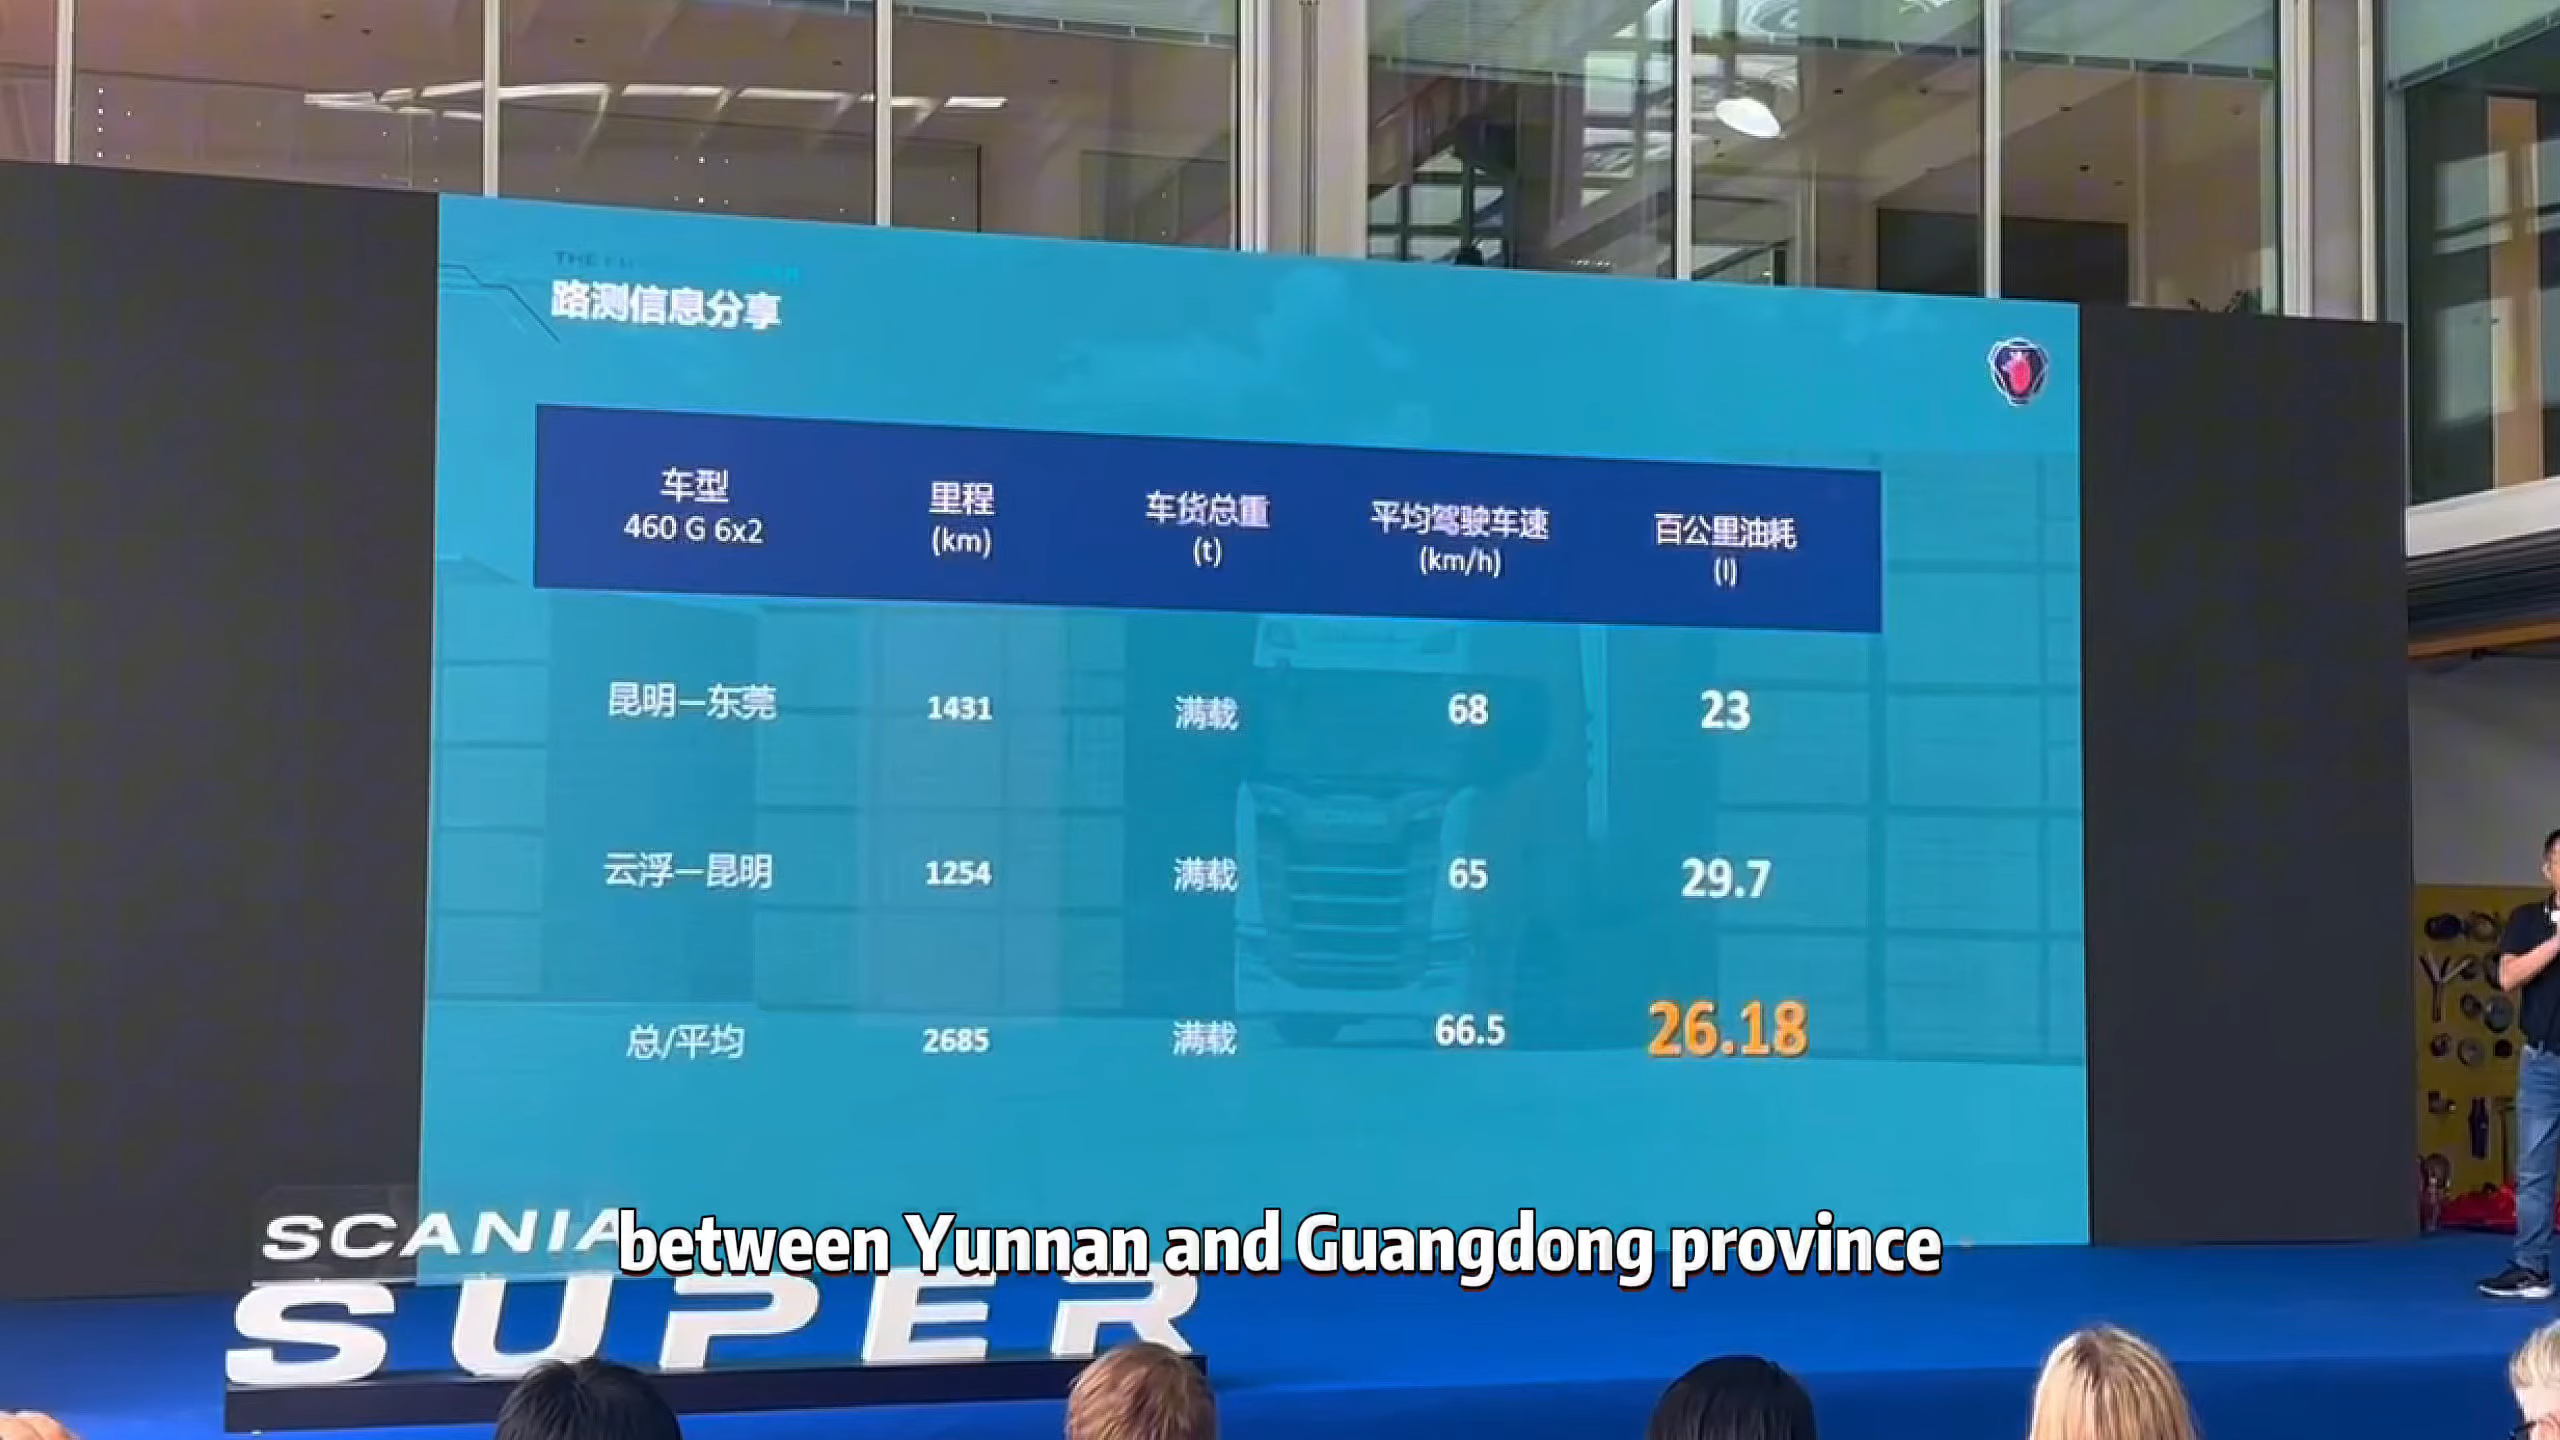 THE
路测信息分享
车型
460 G 6x2
里程
(km)
车货总重
(t)
平均驾驶车速
(km/h)
百公里油耗
(l)
昆明—东莞 1431 满载 68 23
云浮—昆明 1254 满载 65 29.7
总/平均 2685 满载 66.5 26.18
SCANIA
SUPER
between Yunnan and Guangdong province